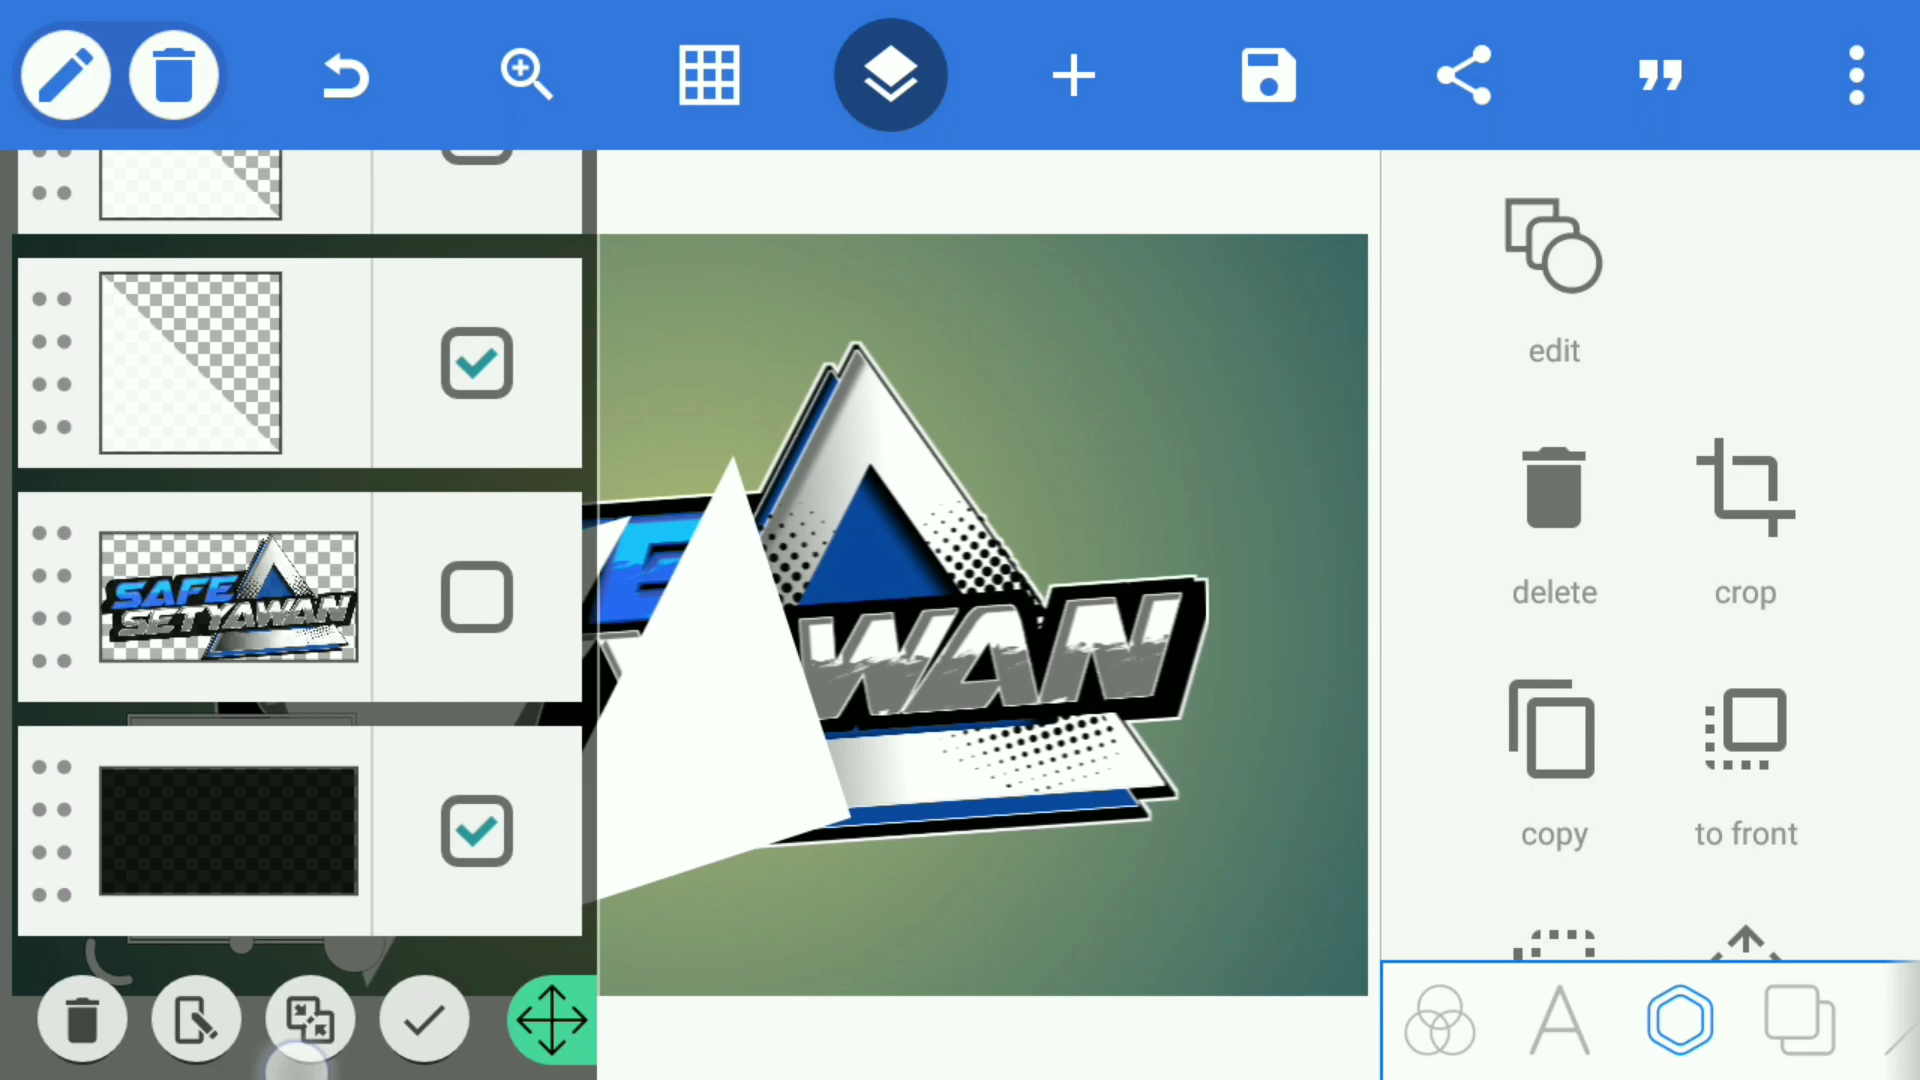 edit
SAFE
SETYAWAN
E
WAN
delete
crop
copy
to front